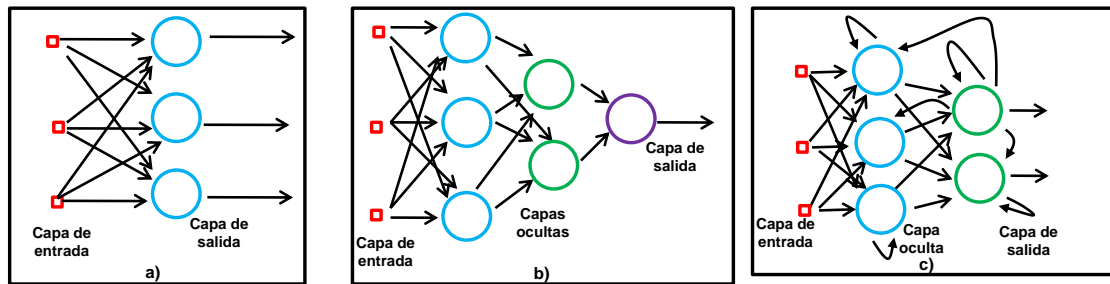 Capa de
entrada
Capa de
salida
a)
Capa de
entrada
Capas
ocultas
Capa de
salida
b)
Capa de
entrada
Capa
oculta
Capa de
salida
c)